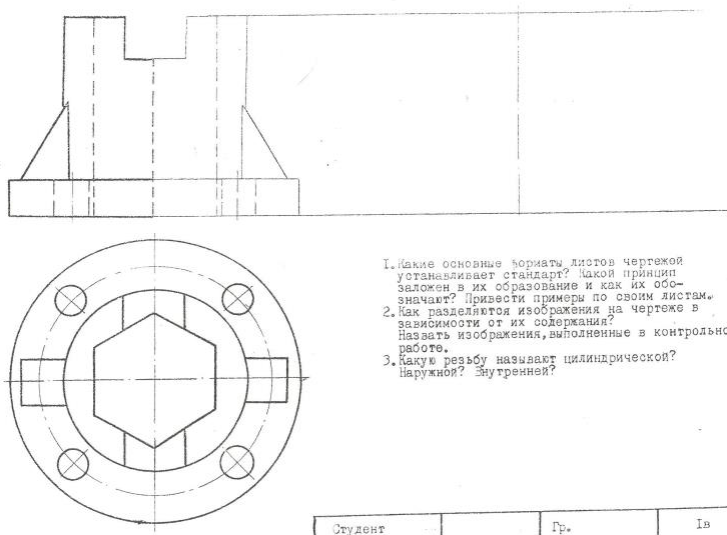 1. Какие основные форматы листов чертежей
устанавливает стандарт? Какой принцип
заложен в их образование и как их обо-
значают? Привести примеры по своим листам.
2. Как разделяются изображения на чертеже в
зависимости от их содержания?
Назвать изображения, выполненные в контрольно
работе.
3. Какую резьбу называют цилиндрической?
Наружной? Внутренней?
Студент Гр. Iв